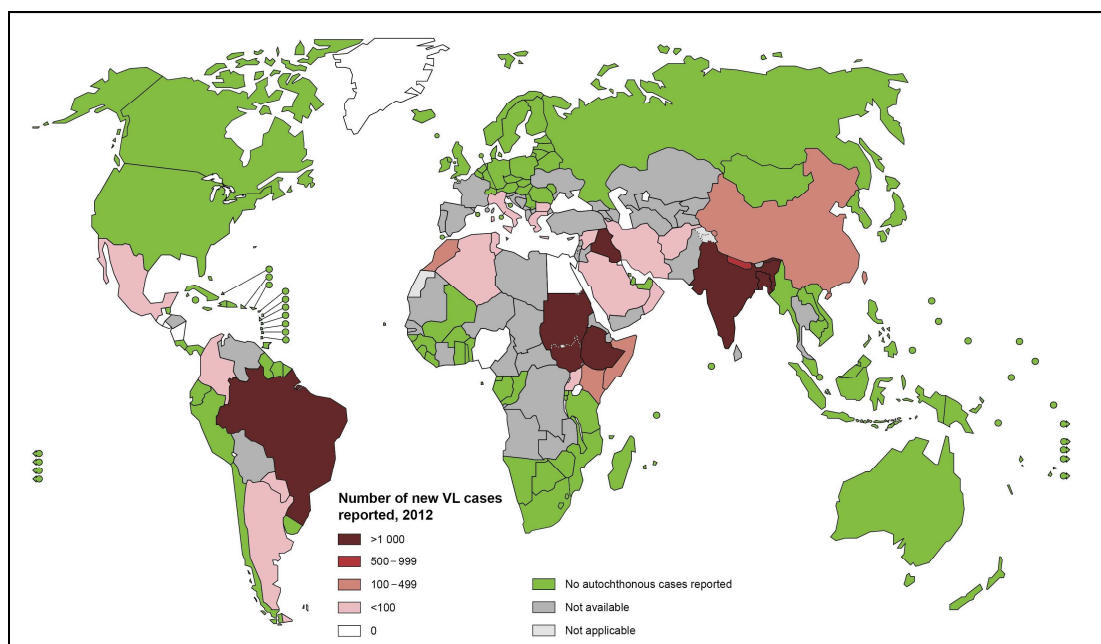 Number of new VL cases
reported, 2012
>1 000
500–999
100–499
<100
0
No autochthonous cases reported
Not available
Not applicable